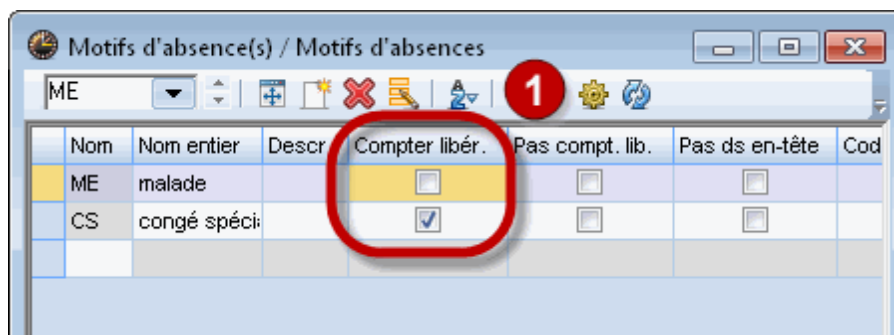 Motifs d'absence(s) / Motifs d'absences
ME 1
Nom Nom entier Descr Compter libér. Pas compt. lib. Pas ds en-tête Cod
ME malade
CS congé spéci